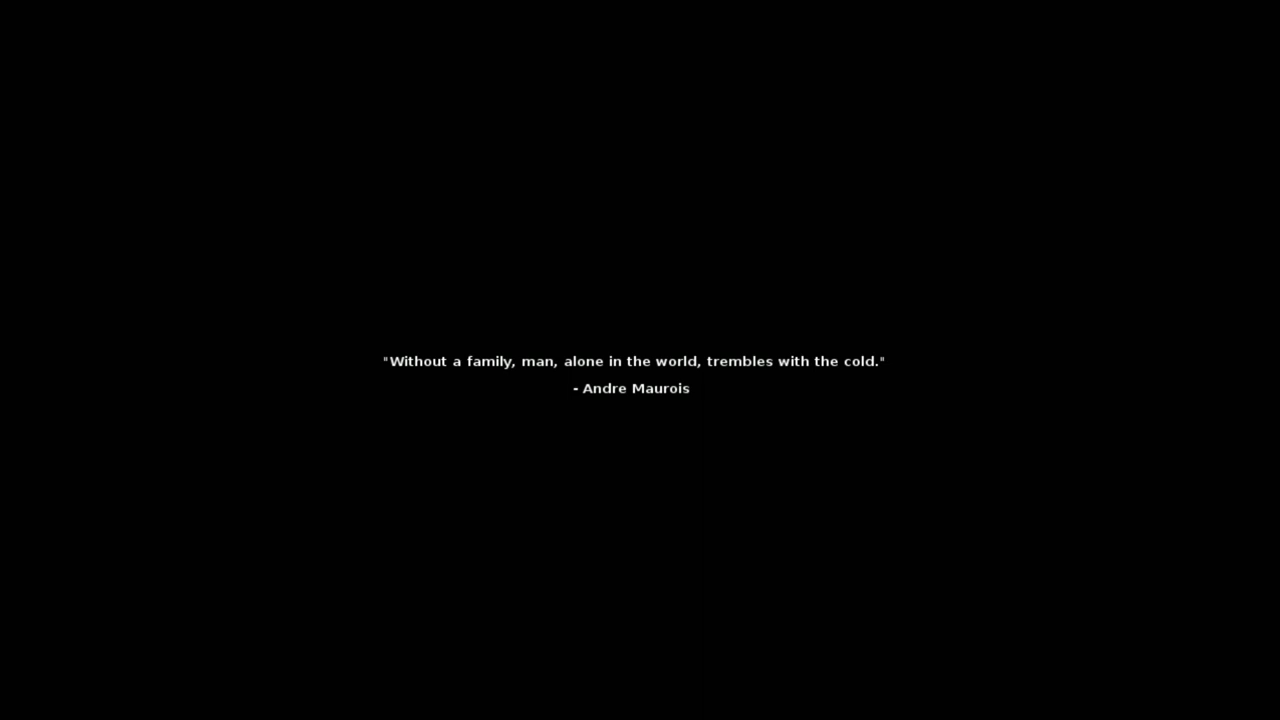 "Without a family, man, alone in the world, trembles with the cold."
- Andre Maurois